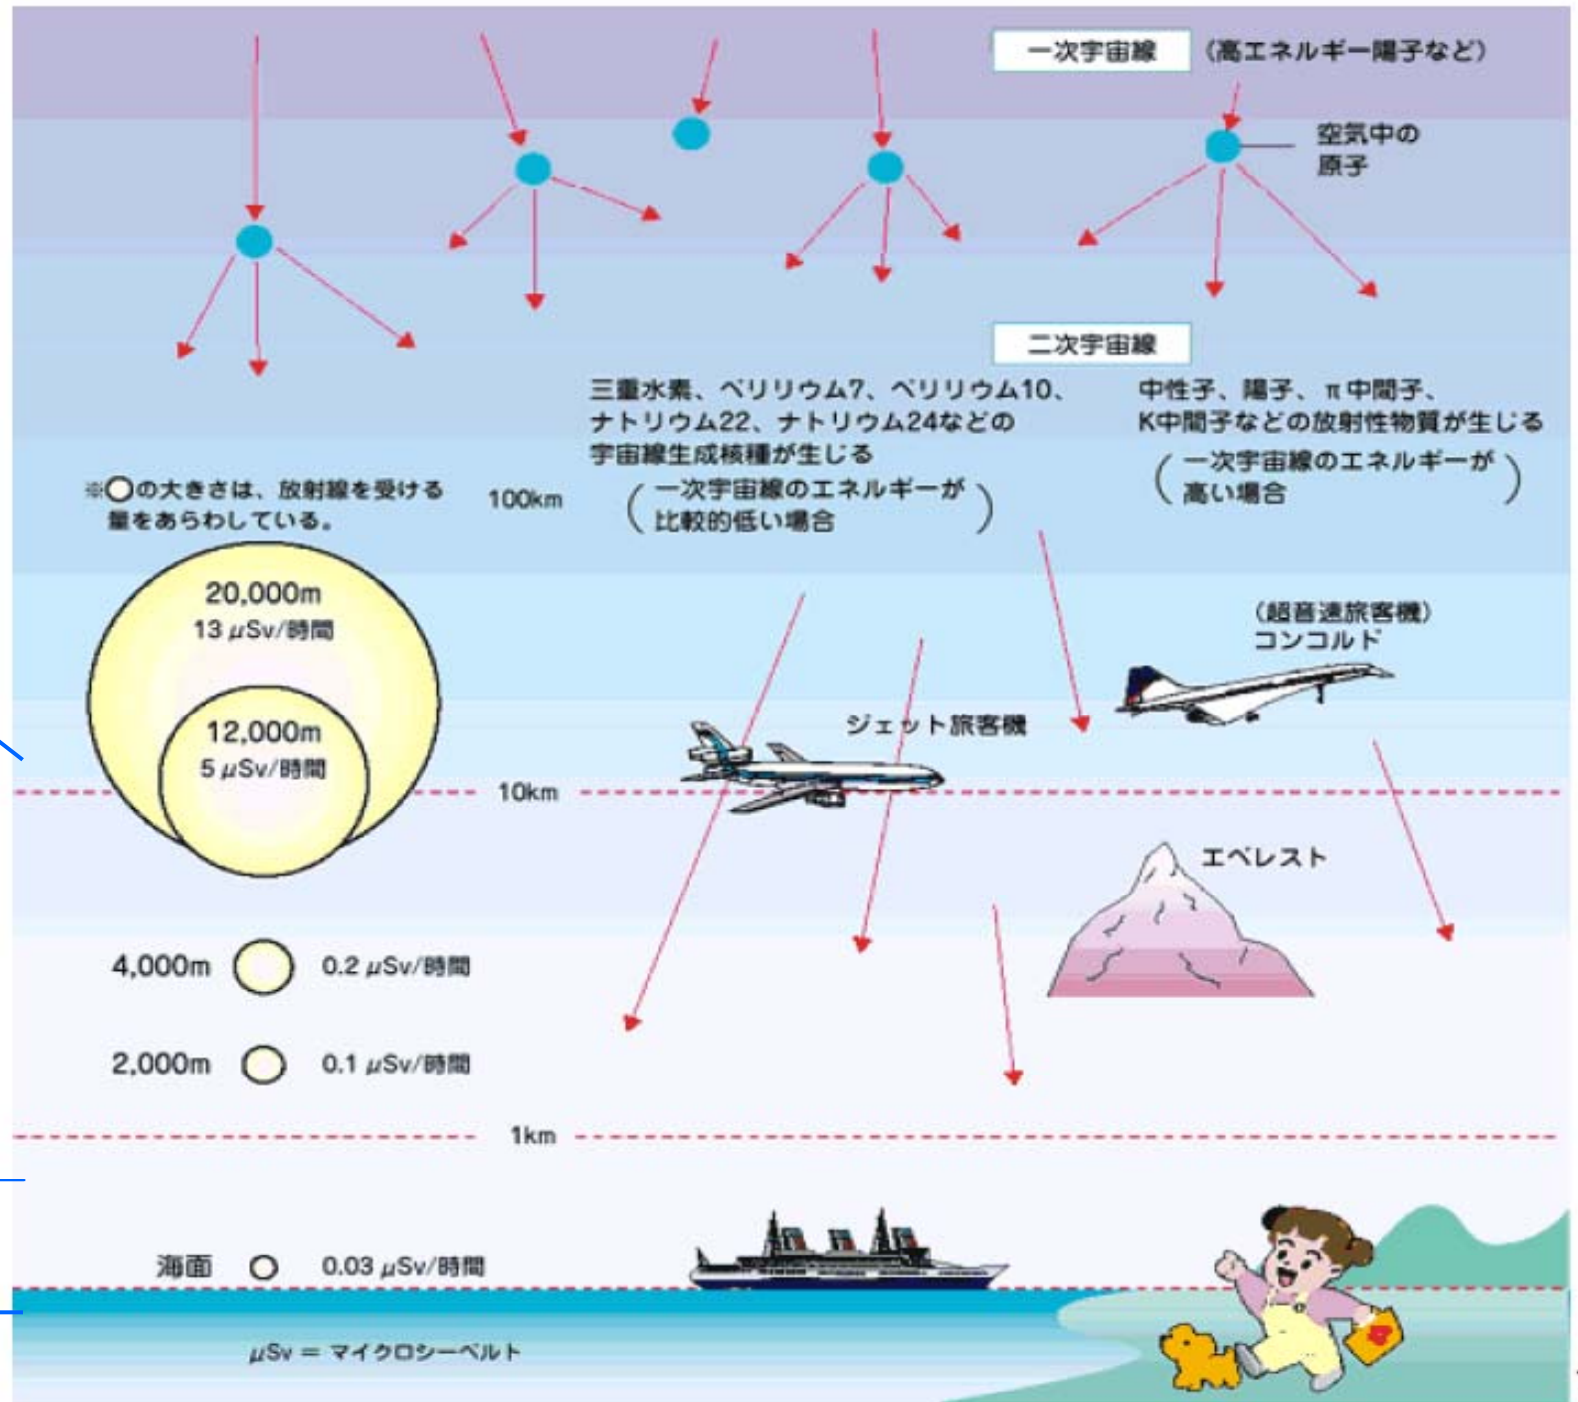 一次宇宙線 (高エネルギー陽子など)
空気中の
原子
二次宇宙線
三重水素、ベリリウム7、ベリリウム10、
ナトリウム22、ナトリウム24などの
宇宙線生成核種が生じる
(一次宇宙線のエネルギーが
比較的低い場合)
中性子、陽子、π中間子、
K中間子などの放射性物質が生じる
(一次宇宙線のエネルギーが
高い場合)
※○の大きさは、放射線を受ける
量をあらわしている。
100km
20,000m
13 μSv/時間
12,000m
5 μSv/時間
(超音速旅客機)
コンコルド
ジェット旅客機
10km
エベレスト
4,000m 0.2 μSv/時間
2,000m 0.1 μSv/時間
1km
海面 0.03 μSv/時間
μSv = マイクロシーベルト